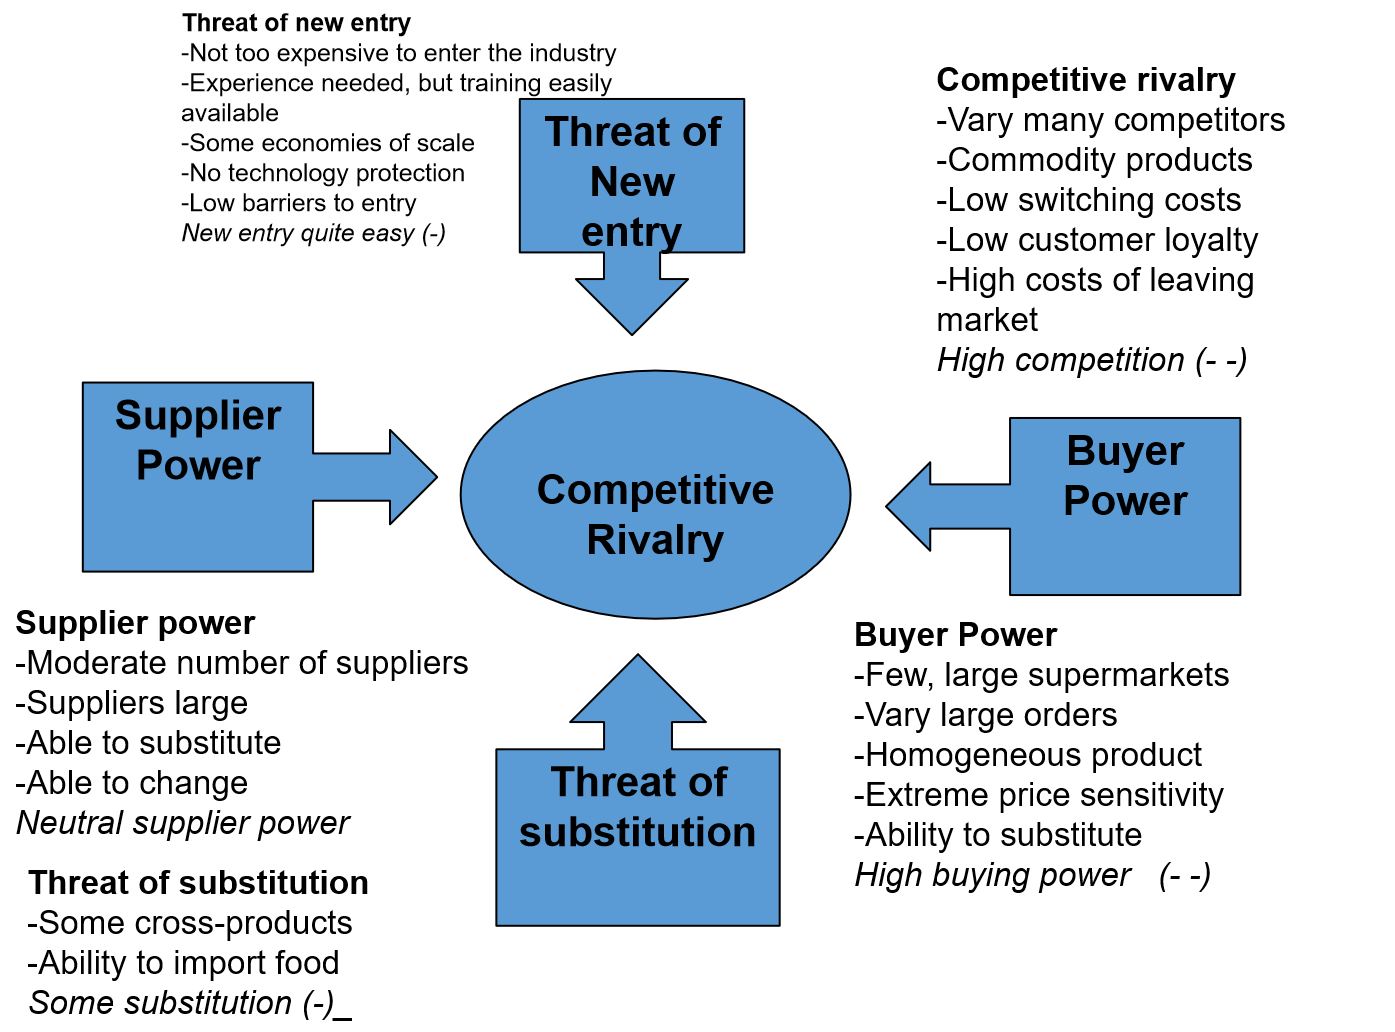 Threat of new entry
-Not too expensive to enter the industry
-Experience needed, but training easily
available
-Some economies of scale
-No technology protection
-Low barriers to entry
New entry quite easy (-)
Threat of
New
entry
Competitive rivalry
-Vary many competitors
-Commodity products
-Low switching costs
-Low customer loyalty
-High costs of leaving
market
High competition (- -)
Supplier
Power
Competitive
Rivalry
Buyer
Power
Supplier power
-Moderate number of suppliers
-Suppliers large
-Able to substitute
-Able to change
Neutral supplier power
Threat of
substitution
Buyer Power
-Few, large supermarkets
-Vary large orders
-Homogeneous product
-Extreme price sensitivity
-Ability to substitute
High buying power (- -)
Threat of substitution
-Some cross-products
-Ability to import food
Some substitution (-)_